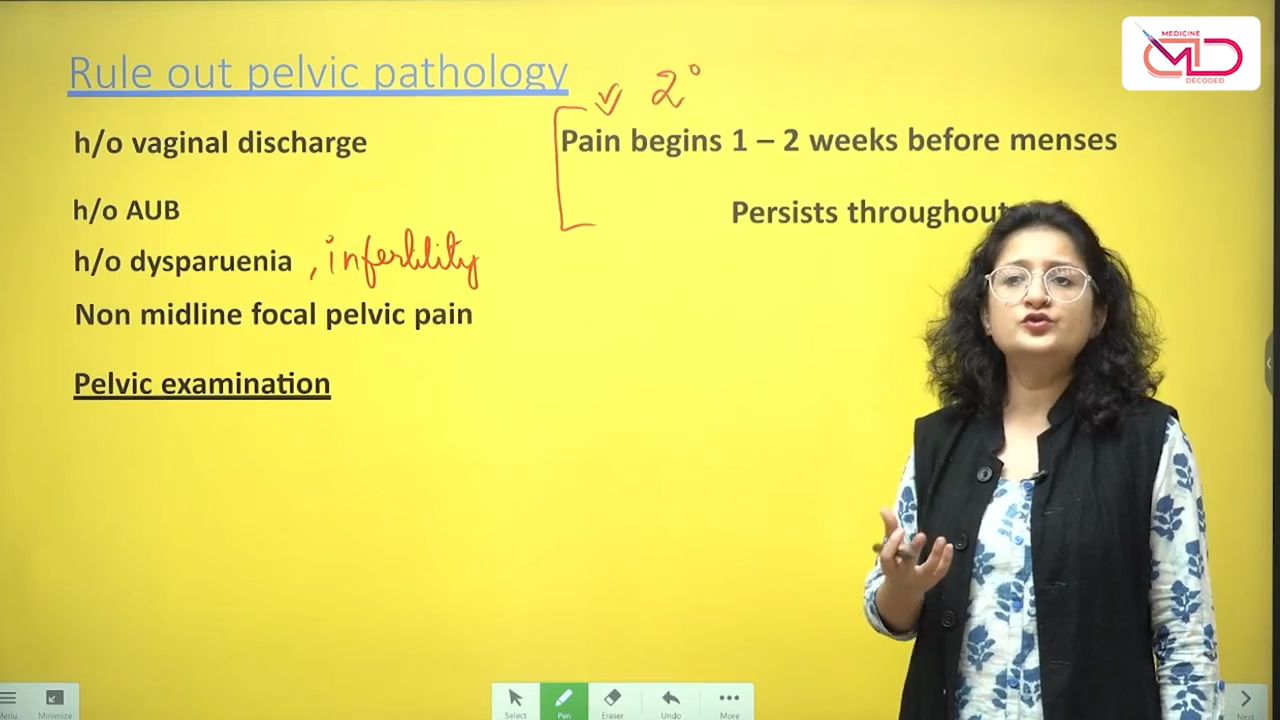 MEDICINE
MD
DECODED
Rule out pelvic pathology
2°
h/o vaginal discharge
Pain begins 1 – 2 weeks before menses
h/o AUB
Persists throughout
h/o dysparuenia , infertility
Non midline focal pelvic pain
Pelvic examination
Menu
Minimize
Select
Pen
Eraser
Undo
More
Next